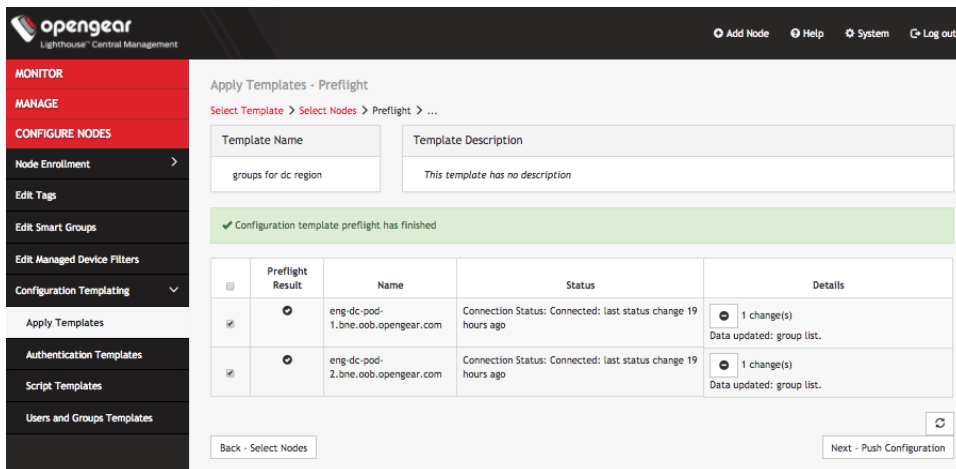 opengear
Lighthouse™ Central Management
Add Node
Help
System
Log out
MONITOR
MANAGE
CONFIGURE NODES
Node Enrollment
Edit Tags
Edit Smart Groups
Edit Managed Device Filters
Configuration Templating
Apply Templates
Authentication Templates
Script Templates
Users and Groups Templates
Apply Templates - Preflight
Select Template > Select Nodes > Preflight > ...
Template Name
groups for dc region
Template Description
This template has no description
Configuration template preflight has finished
Preflight
Result
Name
Status
Details
eng-dc-pod-
1.bne.oob.opengear.com
Connection Status: Connected: last status change 19
hours ago
1 change(s)
Data updated: group list.
eng-dc-pod-
2.bne.oob.opengear.com
Connection Status: Connected: last status change 19
hours ago
1 change(s)
Data updated: group list.
Back - Select Nodes
Next - Push Configuration